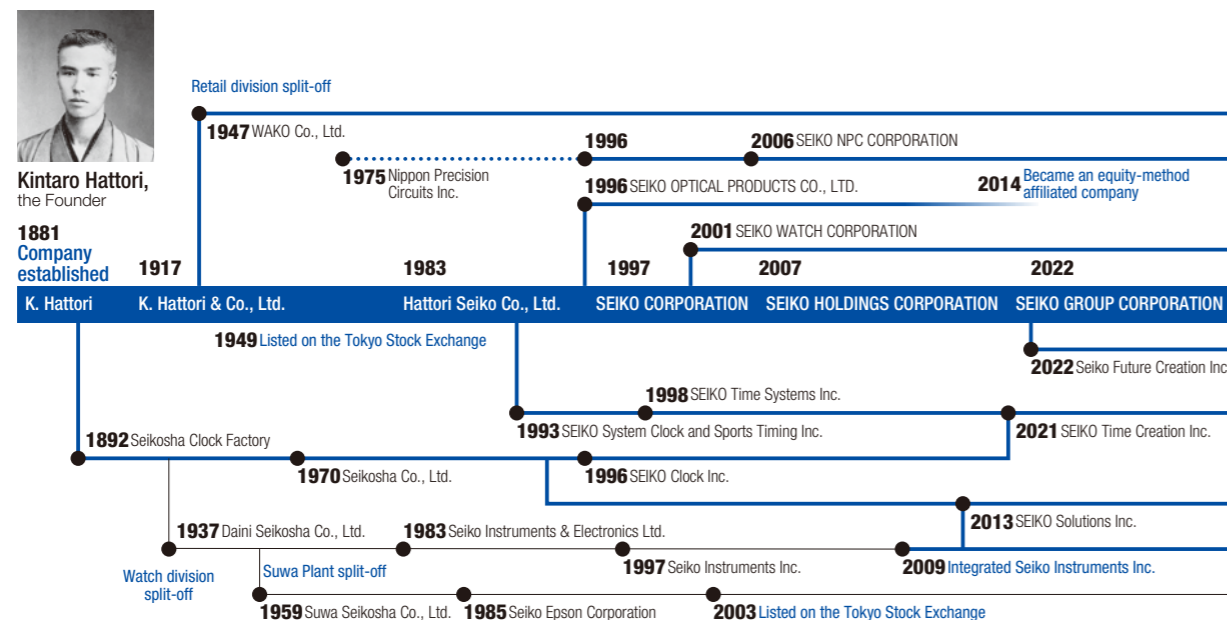 Retail division split-off
1947 WAKO Co., Ltd.
1996
2006 SEIKO NPC CORPORATION
1975 Nippon Precision
Circuits Inc.
Kintaro Hattori,
the Founder
1996 SEIKO OPTICAL PRODUCTS CO., LTD.
2014 Became an equity-method
affiliated company
1881
Company
established
2001 SEIKO WATCH CORPORATION
1917
1983
1997
2007
2022
K. Hattori
K. Hattori & Co., Ltd.
Hattori Seiko Co., Ltd.
SEIKO CORPORATION
SEIKO HOLDINGS CORPORATION
SEIKO GROUP CORPORATION
1949 Listed on the Tokyo Stock Exchange
2022 Seiko Future Creation Inc
1998 SEIKO Time Systems Inc.
1993 SEIKO System Clock and Sports Timing Inc.
2021 SEIKO Time Creation Inc.
1892 Seikosha Clock Factory
1970 Seikosha Co., Ltd.
1996 SEIKO Clock Inc.
2013 SEIKO Solutions Inc.
1937 Daini Seikosha Co., Ltd.
1983 Seiko Instruments & Electronics Ltd.
1997 Seiko Instruments Inc.
2009 Integrated Seiko Instruments Inc.
Watch division
split-off
Suwa Plant split-off
1959 Suwa Seikosha Co., Ltd.
1985 Seiko Epson Corporation
2003 Listed on the Tokyo Stock Exchange